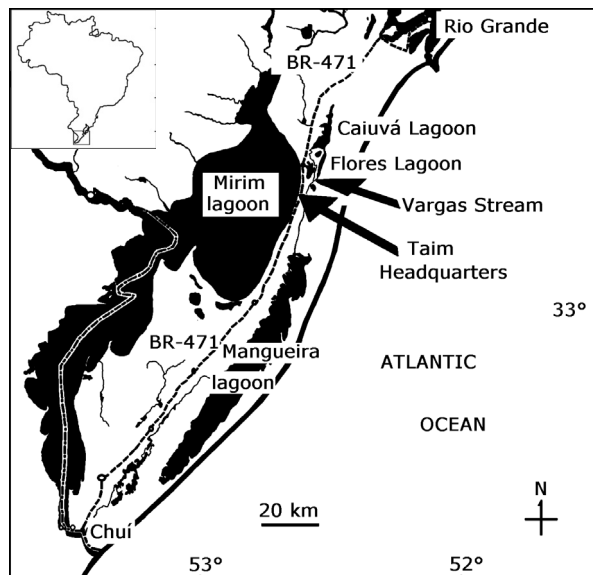 Rio Grande
BR-471
Caiuvá Lagoon
Flores Lagoon
Mirim
lagoon
Vargas Stream
Taim
Headquarters
33°
BR-471
Mangueira
lagoon
ATLANTIC
OCEAN
20 km
N
Chuí
53°
52°